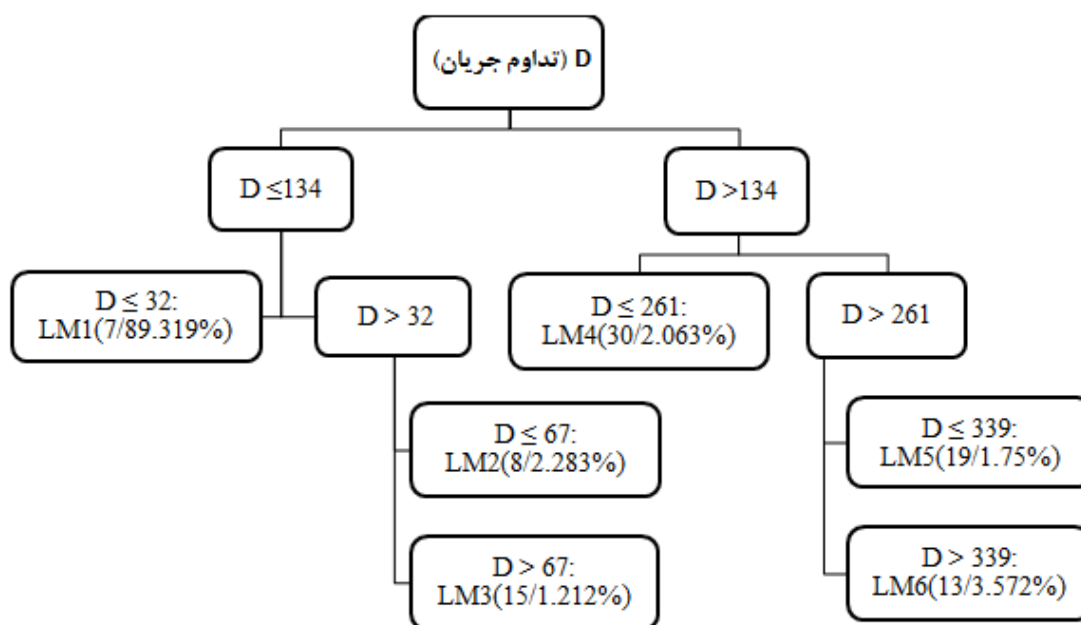 D (تداوم جریان)
D ≤134
D >134
D ≤ 32:
LM1(7/89.319%)
D > 32
D ≤ 261:
LM4(30/2.063%)
D > 261
D ≤ 67:
LM2(8/2.283%)
D ≤ 339:
LM5(19/1.75%)
D > 67:
LM3(15/1.212%)
D > 339:
LM6(13/3.572%)